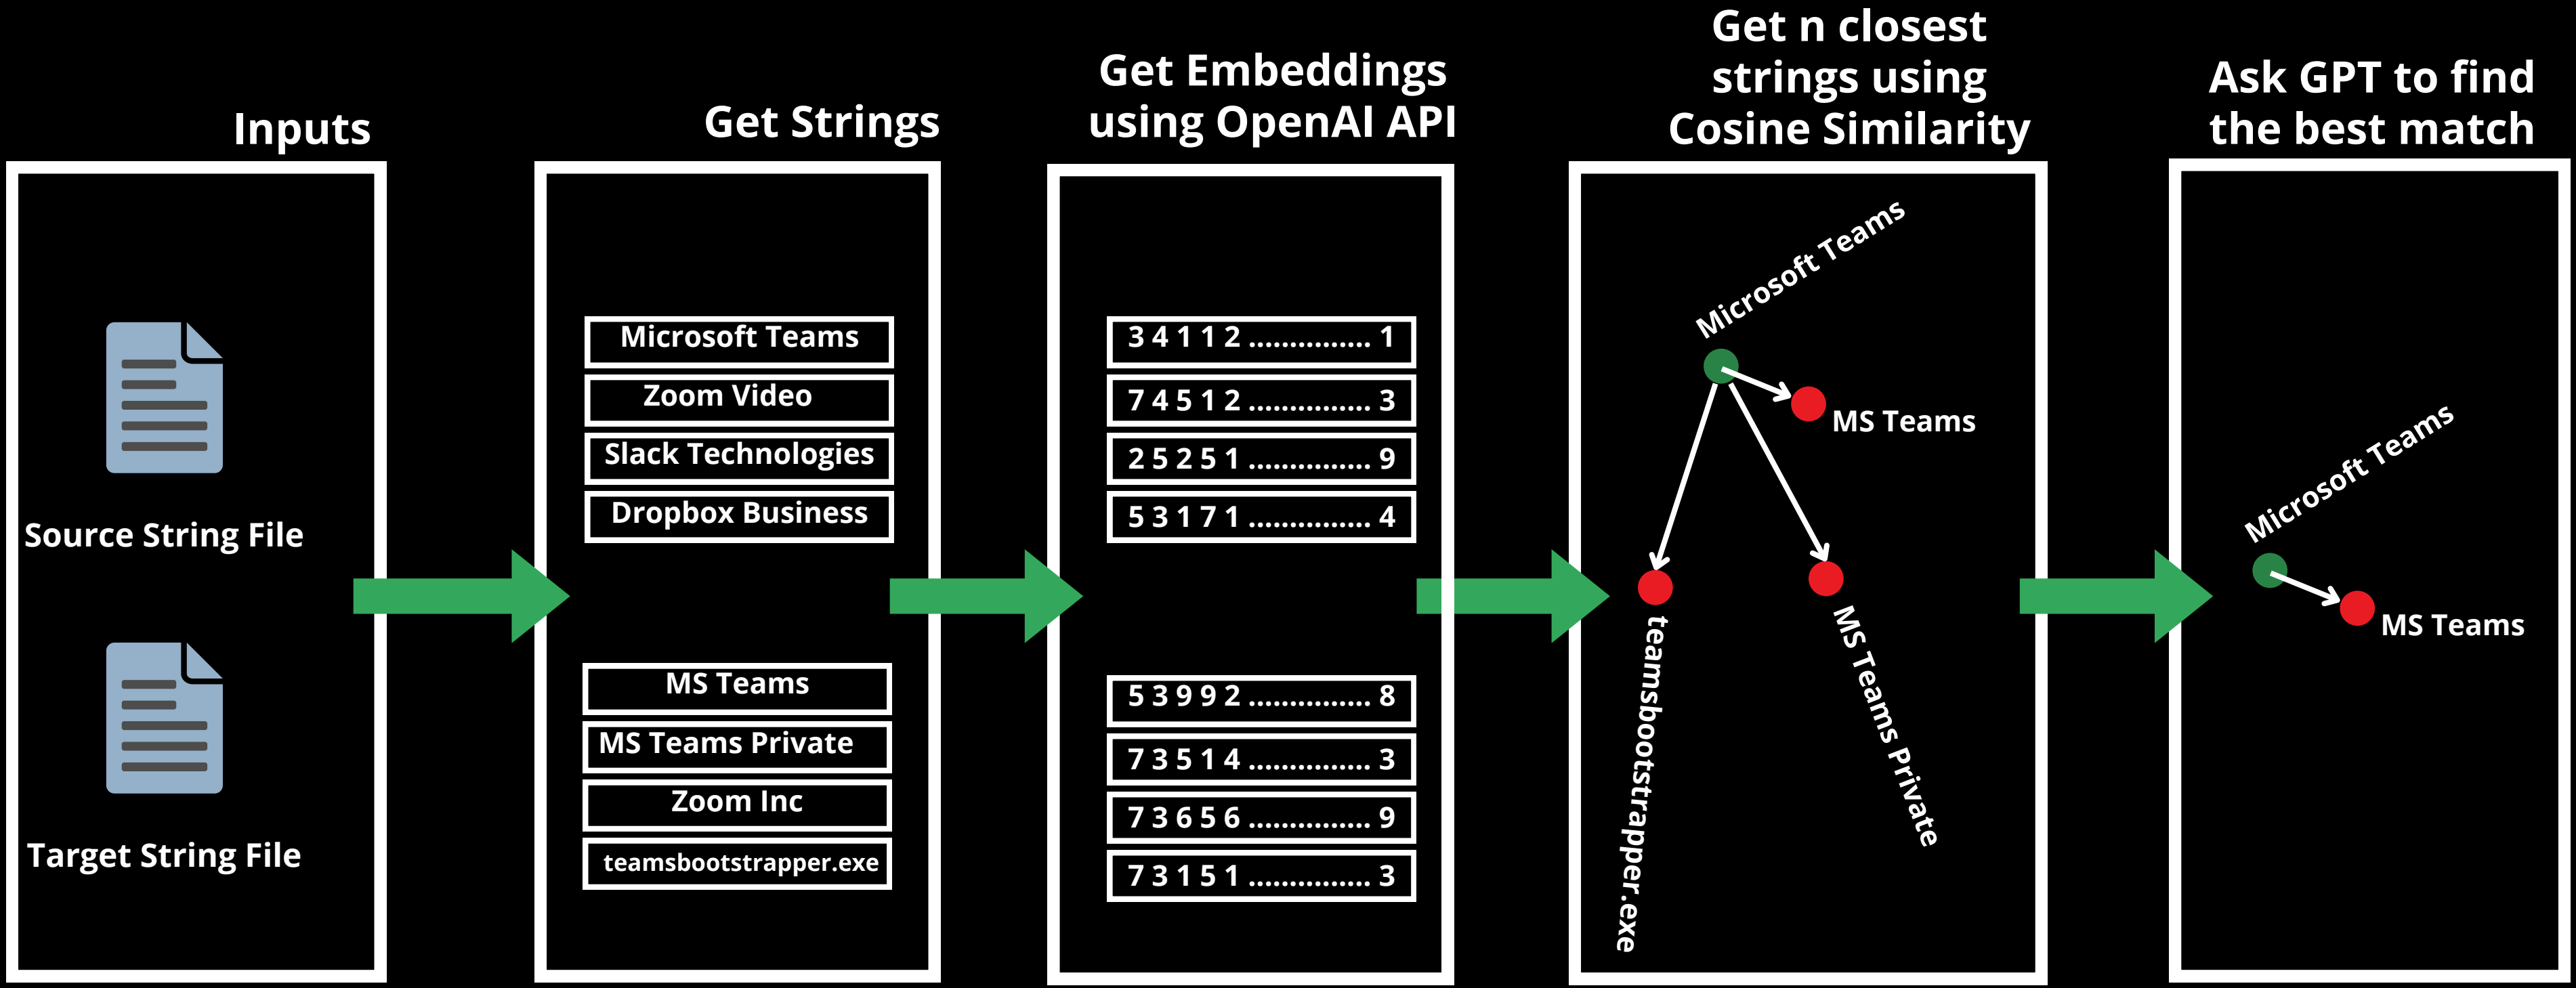 Inputs
Source String File
Target String File
Get Strings
Microsoft Teams
Zoom Video
Slack Technologies
Dropbox Business
MS Teams
MS Teams Private
Zoom Inc
teamsbootstrapper.exe
Get Embeddings
using OpenAI API
3 4 1 1 2 ............... 1
7 4 5 1 2 ............... 3
2 5 2 5 1 ............... 9
5 3 1 7 1 ............... 4
5 3 9 9 2 ............... 8
7 3 5 1 4 ............... 3
7 3 6 5 6 ............... 9
7 3 1 5 1 ............... 3
Get n closest
strings using
Cosine Similarity
Microsoft Teams
MS Teams
teamsbootstrapper.exe
MS Teams Private
Ask GPT to find
the best match
Microsoft Teams
MS Teams